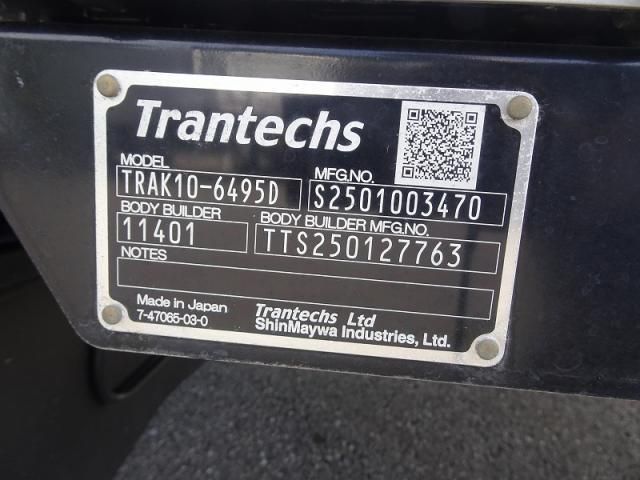 Trantechs
MODEL MFG.NO.
TRAK10-6495D S2501003470
BODY BUILDER BODY BUILDER MFG.NO.
11401 TTS250127763
NOTES
Made in Japan Trantechs Ltd
7-47065-03-0 ShinMaywa Industries, Ltd.